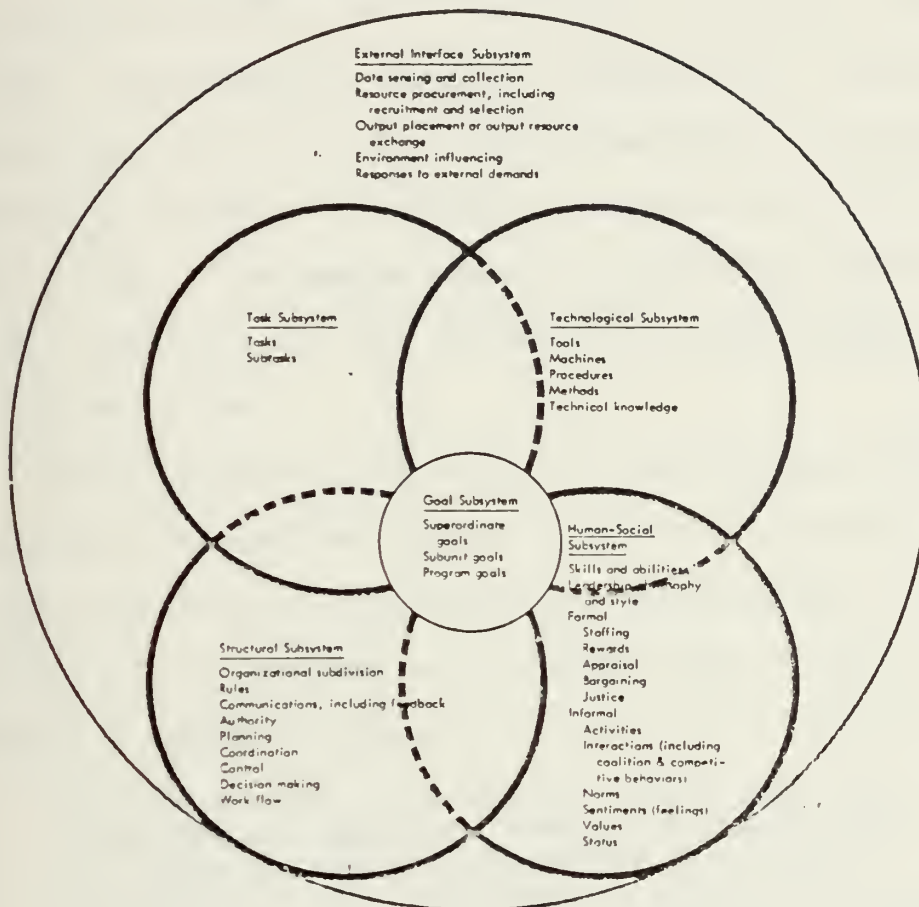 External Interface Subsystem
Data sensing and collection
Resource procurement, including
recruitment and selection
Output placement or output resource
exchange
Environment influencing
Responses to external demands
Task Subsystem
Tasks
Subtasks
Technological Subsystem
Tools
Machines
Procedures
Methods
Technical knowledge
Goal Subsystem
Superordinate
goals
Subunit goals
Program goals
Human-Social
Subsystem
Skills and abilities
Leadership philosophy
and style
Formal
Staffing
Rewards
Appraisal
Bargaining
Justice
Informal
Activities
Interactions (including
coalition & competi-
tive behaviors)
Norms
Sentiments (feelings)
Values
Status
Structural Subsystem
Organizational subdivision
Rules
Communications, including feedback
Authority
Planning
Coordination
Control
Decision making
Work flow